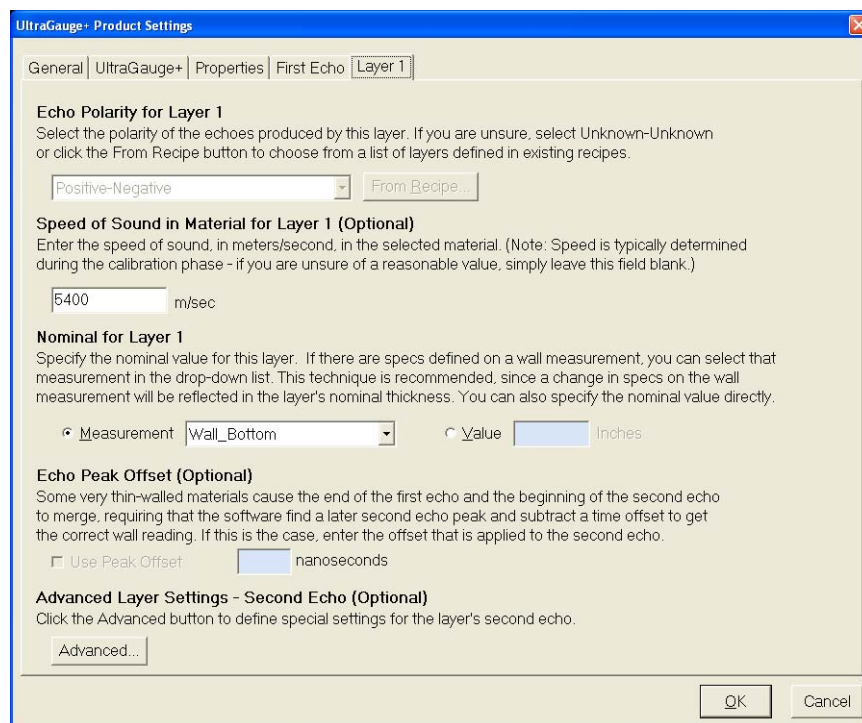 UltraGauge+ Product Settings
General UltraGauge+ Properties First Echo Layer 1
Echo Polarity for Layer 1
Select the polarity of the echoes produced by this layer. If you are unsure, select Unknown-Unknown
or click the From Recipe button to choose from a list of layers defined in existing recipes.
Positive-Negative From Recipe...
Speed of Sound in Material for Layer 1 (Optional)
Enter the speed of sound, in meters/second, in the selected material. (Note: Speed is typically determined
during the calibration phase - if you are unsure of a reasonable value, simply leave this field blank.)
5400 m/sec
Nominal for Layer 1
Specify the nominal value for this layer. If there are specs defined on a wall measurement, you can select that
measurement in the drop-down list. This technique is recommended, since a change in specs on the wall
measurement will be reflected in the layer's nominal thickness. You can also specify the nominal value directly.
Measurement Wall_Bottom Value Inches
Echo Peak Offset (Optional)
Some very thin-walled materials cause the end of the first echo and the beginning of the second echo
to merge, requiring that the software find a later second echo peak and subtract a time offset to get
the correct wall reading. If this is the case, enter the offset that is applied to the second echo.
Use Peak Offset nanoseconds
Advanced Layer Settings - Second Echo (Optional)
Click the Advanced button to define special settings for the layer's second echo.
Advanced...
OK Cancel